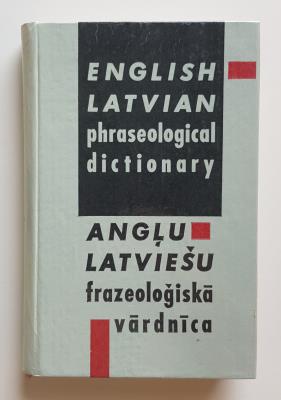 ENGLISH
LATVIAN
phraseological
dictionary
ANGĻU
LATVIEŠU
frazeoloģiskā
vārdnīca